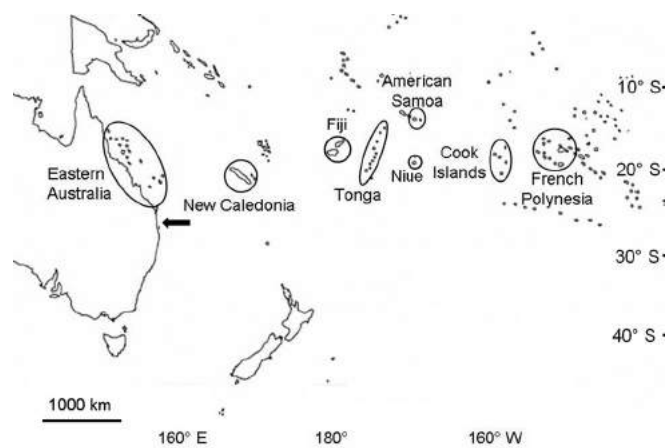 American
Samoa
10° S
Fiji
Eastern
Australia
New Caledonia
Tonga
Niue
Cook
Islands
French
Polynesia
20° S
30° S
40° S
1000 km
160° E
180°
160° W